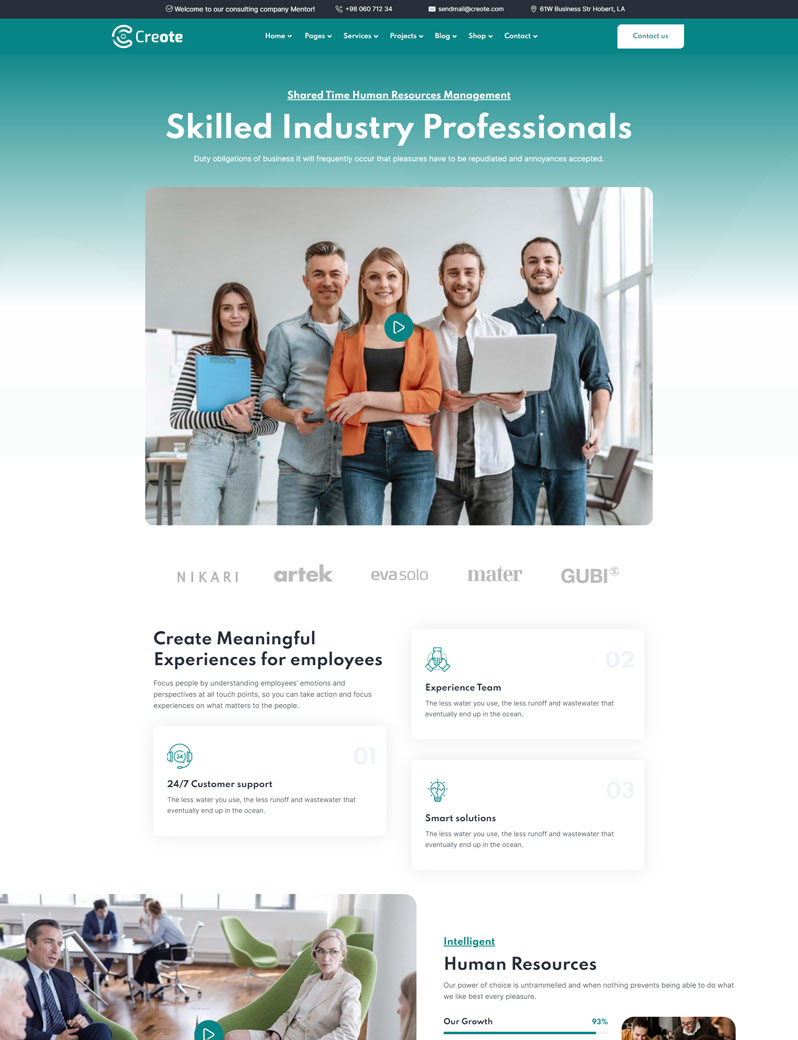 Welcome to our consulting company Mentor!
+98 060 712 34
sendmail@creote.com
61W Business Str Hobert, LA
Creote
Home
Pages
Services
Projects
Blog
Shop
Contact
Contact us
Shared Time Human Resources Management
Skilled Industry Professionals
Duty obligations of business it will frequently occur that pleasures have to be repudiated and annoyances accepted.
NIKARI
artek
eva solo
mater
GUBI
Create Meaningful
Experiences for employees
Focus people by understanding employees' emotions and
perspectives at all touch points, so you can take action and focus
experiences on what matters to the people.
24
01
24/7 Customer support
The less water you use, the less runoff and wastewater that
eventually end up in the ocean.
02
Experience Team
The less water you use, the less runoff and wastewater that
eventually end up in the ocean.
03
Smart solutions
The less water you use, the less runoff and wastewater that
eventually end up in the ocean.
Intelligent
Human Resources
Our power of choice is untrammelled and when nothing prevents being able to do what
we like best every pleasure.
Our Growth
93%